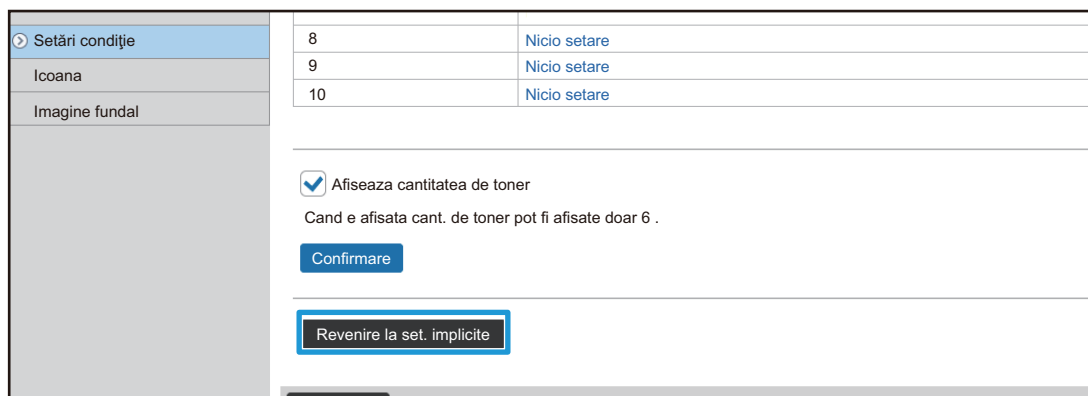 Setări condiţie
Icoana
Imagine fundal
8 Nicio setare
9 Nicio setare
10 Nicio setare
Afiseaza cantitatea de toner
Cand e afisata cant. de toner pot fi afisate doar 6 .
Confirmare
Revenire la set. implicite